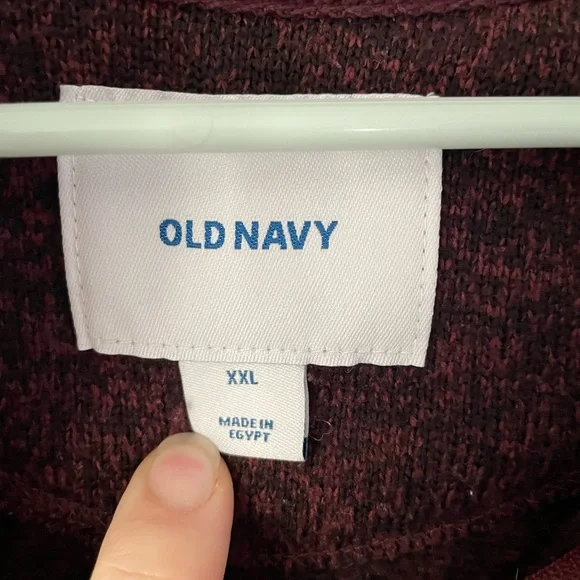 OLD NAVY
XXL
MADE IN
EGYPT